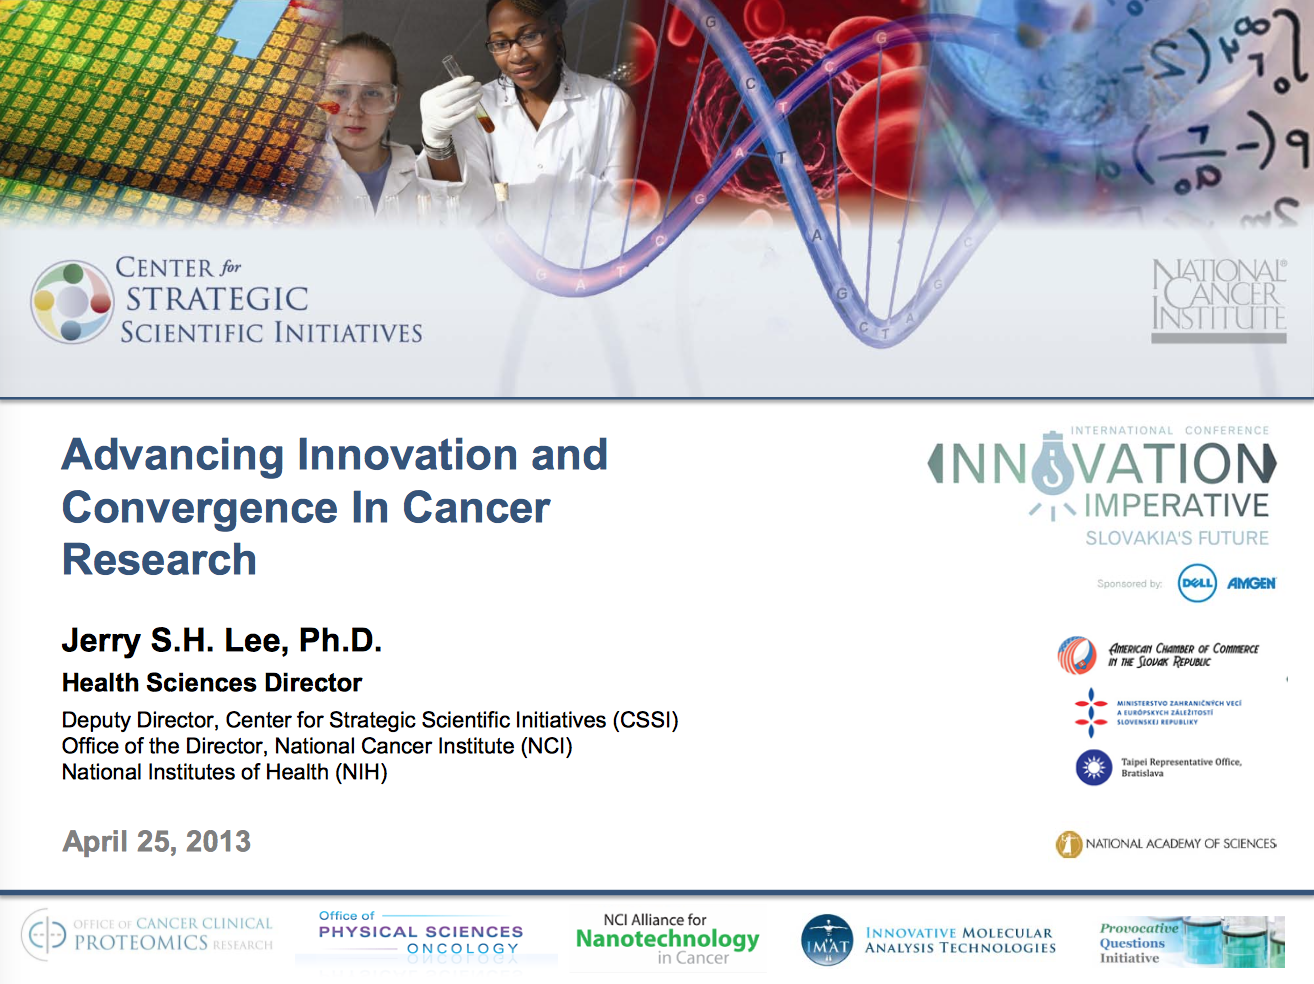 CENTER for
STRATEGIC
SCIENTIFIC INITIATIVES
NATIONAL®
CANCER
INSTITUTE
G
C
T
A
G
C
T
A
G
C
G
C
T
A
G
C
T
A
G
C
Advancing Innovation and
Convergence In Cancer
Research
Jerry S.H. Lee, Ph.D.
Health Sciences Director
Deputy Director, Center for Strategic Scientific Initiatives (CSSI)
Office of the Director, National Cancer Institute (NCI)
National Institutes of Health (NIH)
April 25, 2013
INTERNATIONAL CONFERENCE
INNOVATION
IMPERATIVE
SLOVAKIA'S FUTURE
Sponsored by: DELL AMGEN
AMERICAN CHAMBER OF COMMERCE
IN THE SLOVAK REPUBLIC
MINISTERSTVO ZAHRANIČNÝCH VECÍ
A EURÓPSKYCH ZÁLEŽITOSTÍ
SLOVENSKEJ REPUBLIKY
Taipei Representative Office,
Bratislava
NATIONAL ACADEMY OF SCIENCES
OFFICE OF CANCER CLINICAL
PROTEOMICS RESEARCH
Office of
PHYSICAL SCIENCES
ONCOLOGY
NCI Alliance for
Nanotechnology
in Cancer
IMAT
INNOVATIVE MOLECULAR
ANALYSIS TECHNOLOGIES
Provocative
Questions
Initiative